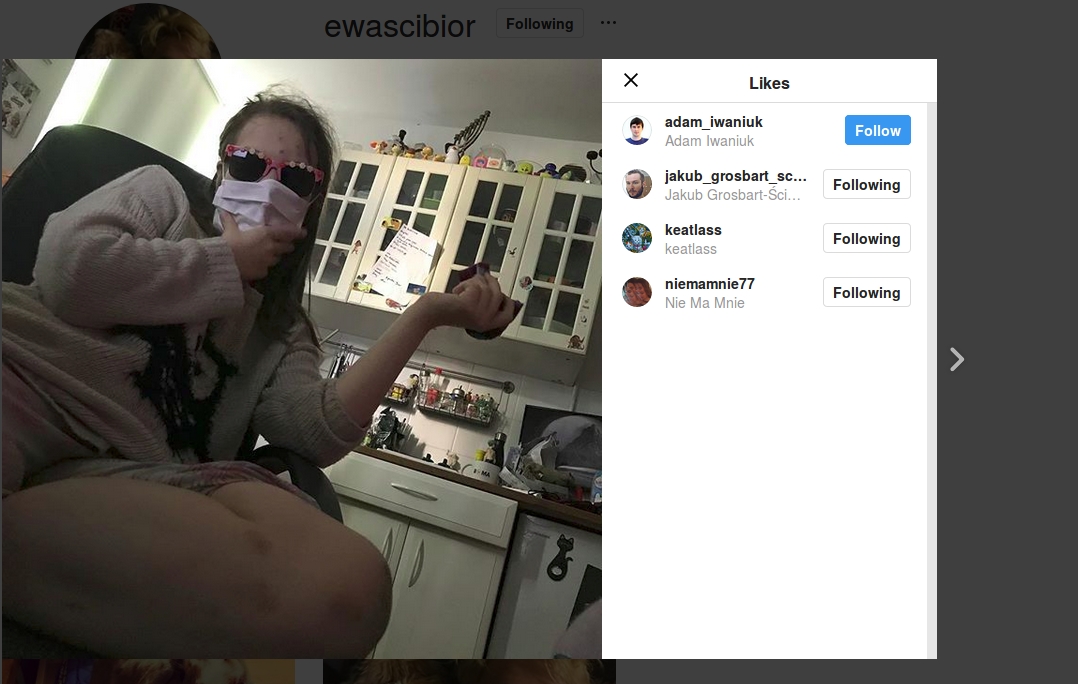 ewascibior Following
Likes
adam_iwaniuk
Adam Iwaniuk
Follow
jakub_grosbart_sc...
Jakub Grosbart-Ści...
Following
keatlass
keatlass
Following
niemamnie77
Nie Ma Mnie
Following